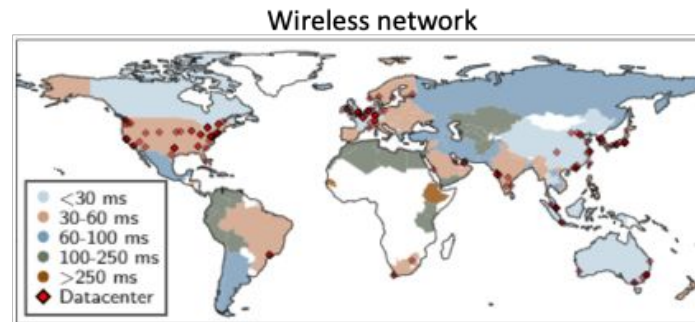 Wireless network
<30 ms
30-60 ms
60-100 ms
100-250 ms
>250 ms
Datacenter